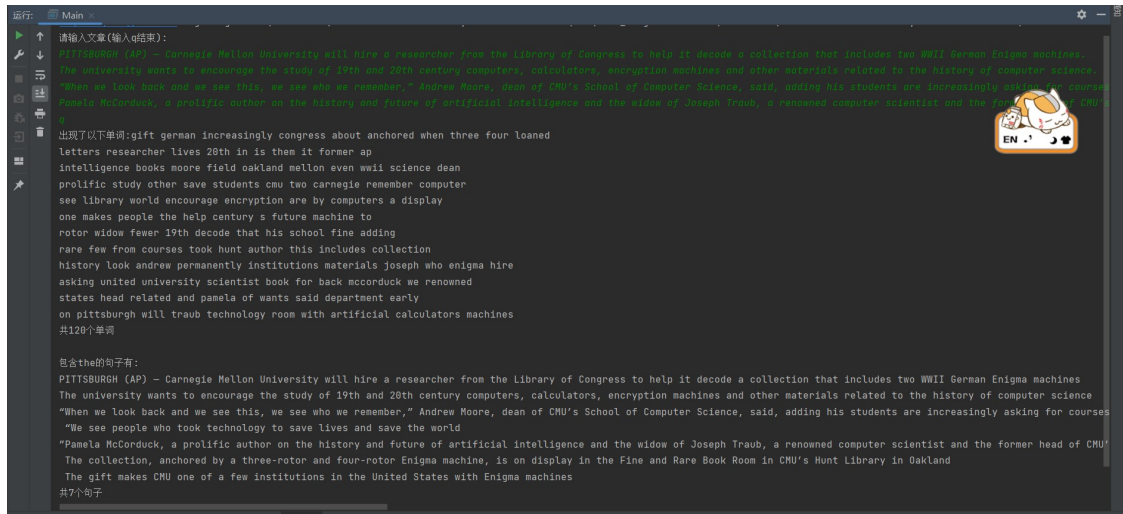 运行: Main ×
请输入文章(输入q结束):
PITTSBURGH (AP) — Carnegie Mellon University will hire a researcher from the Library of Congress to help it decode a collection that includes two WWII German Enigma machines.
The university wants to encourage the study of 19th and 20th century computers, calculators, encryption machines and other materials related to the history of computer science.
“When we look back and we see this, we see who we remember,” Andrew Moore, dean of CMU’s School of Computer Science, said, adding his students are increasingly asking for courses
Pamela McCorduck, a prolific author on the history and future of artificial intelligence and the widow of Joseph Traub, a renowned computer scientist and the of CMU’s
q
出现了以下单词:gift german increasingly congress about anchored when three four loaned
letters researcher lives 20th in is them it former ap
intelligence books moore field oakland mellon even wwii science dean
prolific study other save students cmu two carnegie remember computer
see library world encourage encryption are by computers a display
one makes people the help century s future machine to
rotor widow fewer 19th decode that his school fine adding
rare few from courses took hunt author this includes collection
history look andrew permanently institutions materials joseph who enigma hire
asking united university scientist book for back mccorduck we renowned
states head related and pamela of wants said department early
on pittsburgh will traub technology room with artificial calculators machines
共120个单词
包含the的句子有:
PITTSBURGH (AP) — Carnegie Mellon University will hire a researcher from the Library of Congress to help it decode a collection that includes two WWII German Enigma machines
The university wants to encourage the study of 19th and 20th century computers, calculators, encryption machines and other materials related to the history of computer science
“When we look back and we see this, we see who we remember,” Andrew Moore, dean of CMU’s School of Computer Science, said, adding his students are increasingly asking for courses
“We see people who took technology to save lives and save the world
”Pamela McCorduck, a prolific author on the history and future of artificial intelligence and the widow of Joseph Traub, a renowned computer scientist and the former head of CMU’
The collection, anchored by a three-rotor and four-rotor Enigma machine, is on display in the Fine and Rare Book Room in CMU’s Hunt Library in Oakland
The gift makes CMU one of a few institutions in the United States with Enigma machines
共7个句子
EN